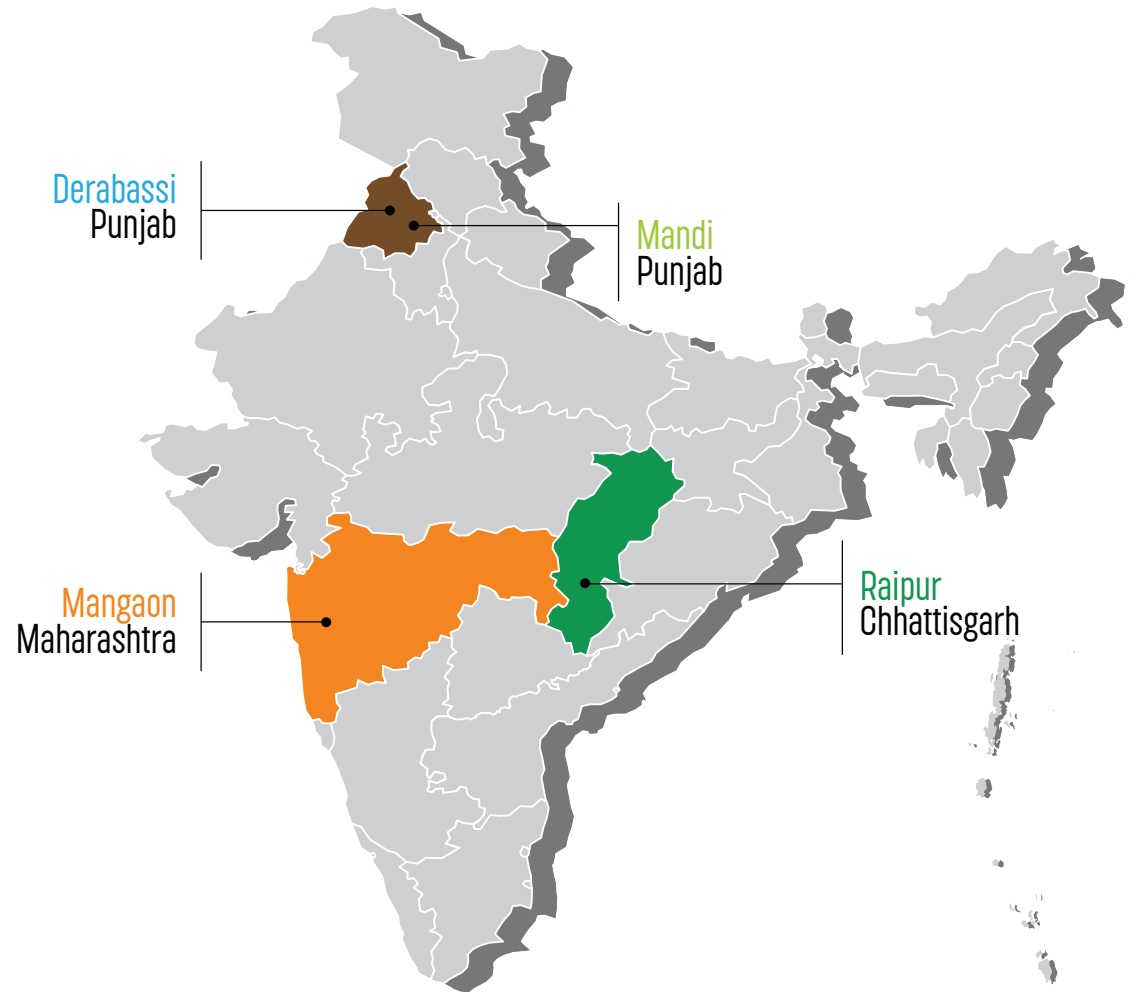 Derabassi
Punjab
Mandi
Punjab
Mangaon
Maharashtra
Raipur
Chhattisgarh